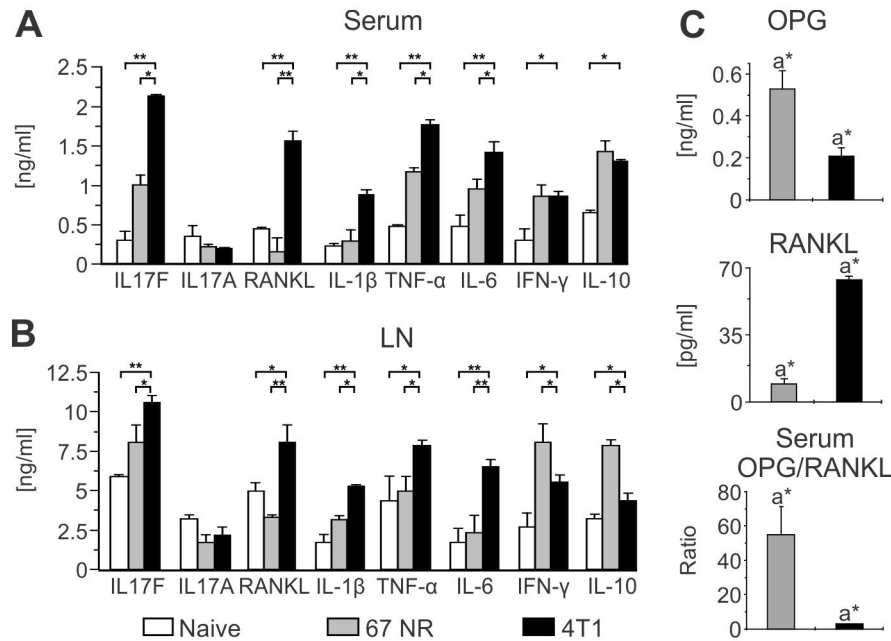 A
Serum
** ** ** ** ** * *
* ** * * *
2.5
2
1.5
1
0.5
0
[ng/ml]
IL17F IL17A RANKL IL-1β TNF-α IL-6 IFN-γ IL-10
B
LN
** * ** * ** * *
* ** * * ** * *
12.5
10
7.5
5
2.5
0
[ng/ml]
IL17F IL17A RANKL IL-1β TNF-α IL-6 IFN-γ IL-10
Naive 67 NR 4T1
C
OPG
a*
a*
0.6
0.4
0.2
0
[ng/ml]
RANKL
a*
a*
70
35
0
[pg/ml]
Serum
OPG/RANKL
a*
a*
80
60
40
20
0
Ratio